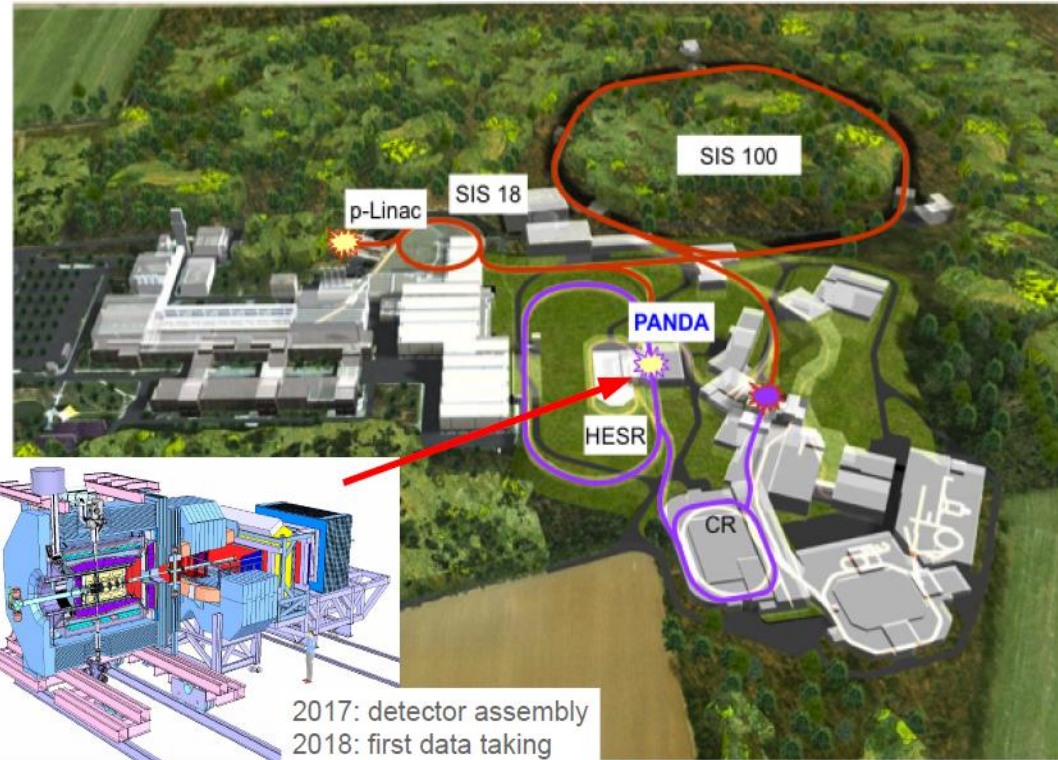 SIS 100
SIS 18
p-Linac
PANDA
HESR
CR
2017: detector assembly
2018: first data taking